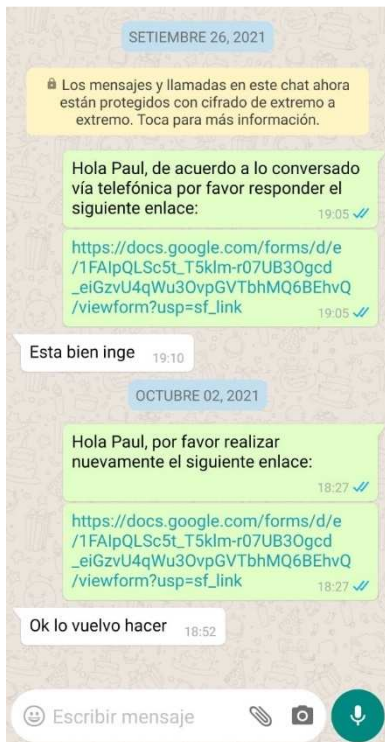 SETIEMBRE 26, 2021
Los mensajes y llamadas en este chat ahora
están protegidos con cifrado de extremo a
extremo. Toca para más información.
Hola Paul, de acuerdo a lo conversado
vía telefónica por favor responder el
siguiente enlace:
19:05
https://docs.google.com/forms/d/e
/1FAIpQLSc5t_T5klm-r07UB3Ogcd
_eiGzvU4qWu3OvpGVTbhMQ6BEhvQ
/viewform?usp=sf_link
19:05
Esta bien inge 19:10
OCTUBRE 02, 2021
Hola Paul, por favor realizar
nuevamente el siguiente enlace:
18:27
https://docs.google.com/forms/d/e
/1FAIpQLSc5t_T5klm-r07UB3Ogcd
_eiGzvU4qWu3OvpGVTbhMQ6BEhvQ
/viewform?usp=sf_link
18:27
Ok lo vuelvo hacer 18:52
Escribir mensaje